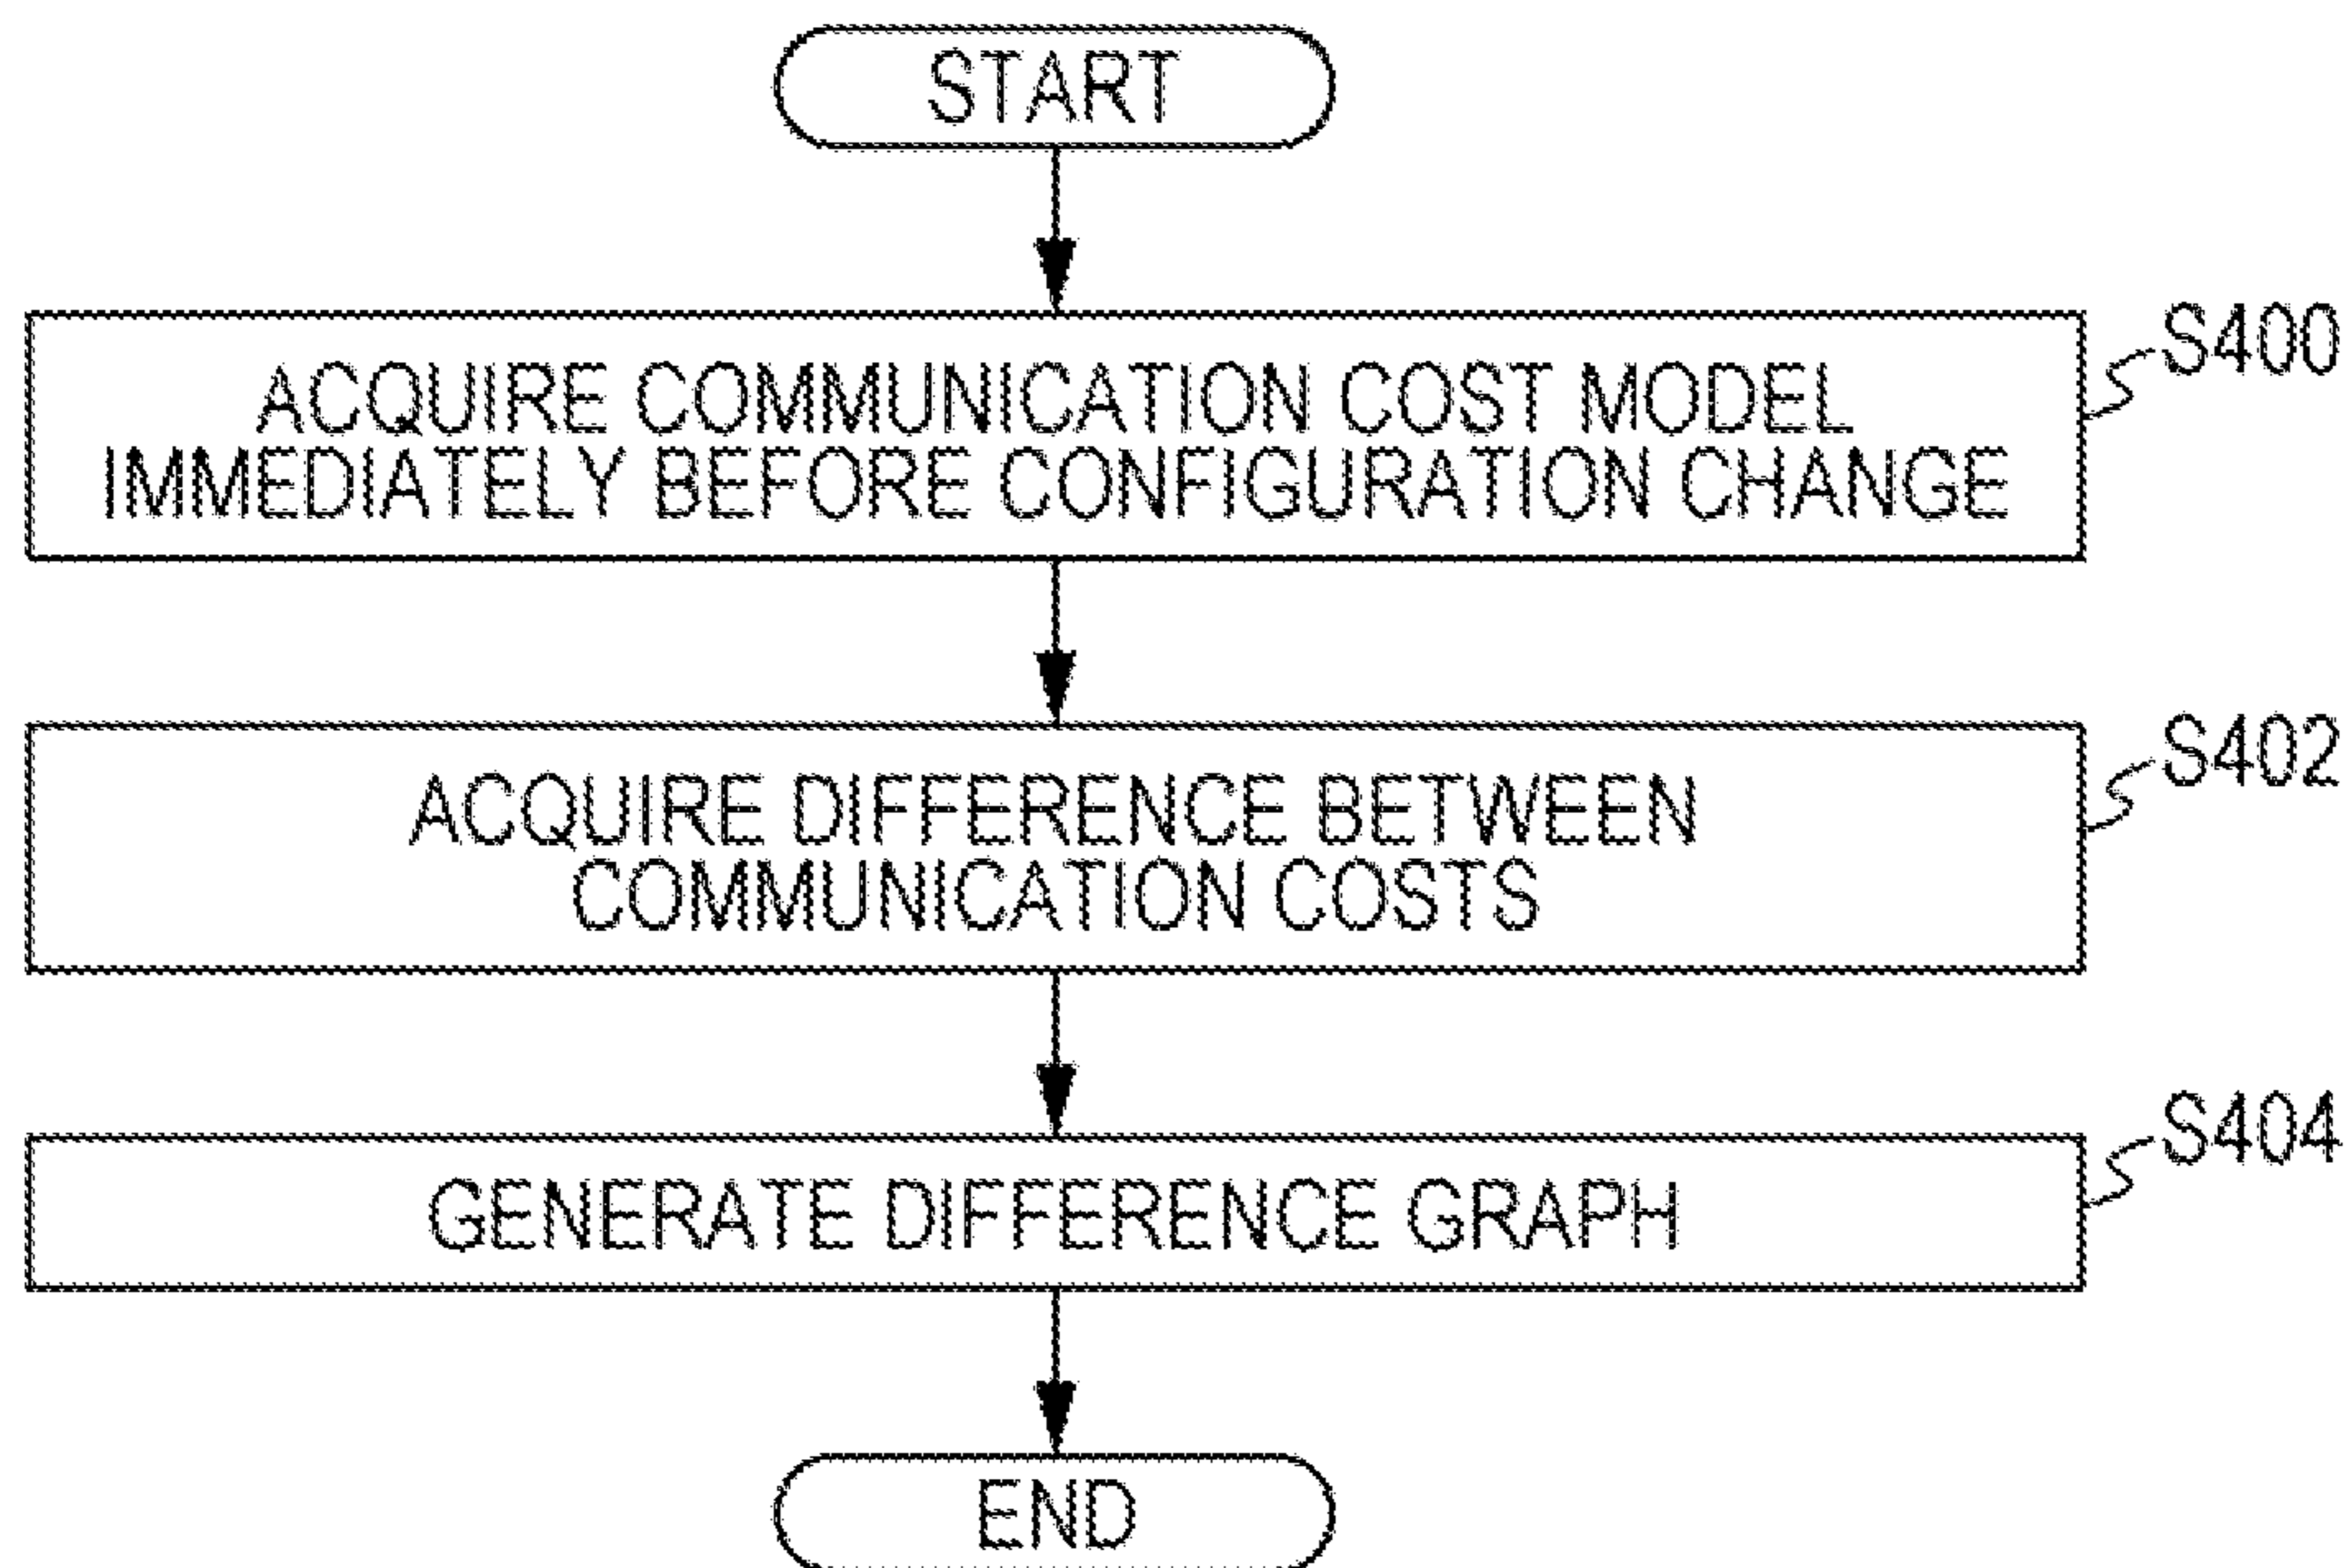 START
ACQUIRE COMMUNICATION COST MODEL
IMMEDIATELY BEFORE CONFIGURATION CHANGE
S400
ACQUIRE DIFFERENCE BETWEEN
COMMUNICATION COSTS
S402
GENERATE DIFFERENCE GRAPH
S404
END